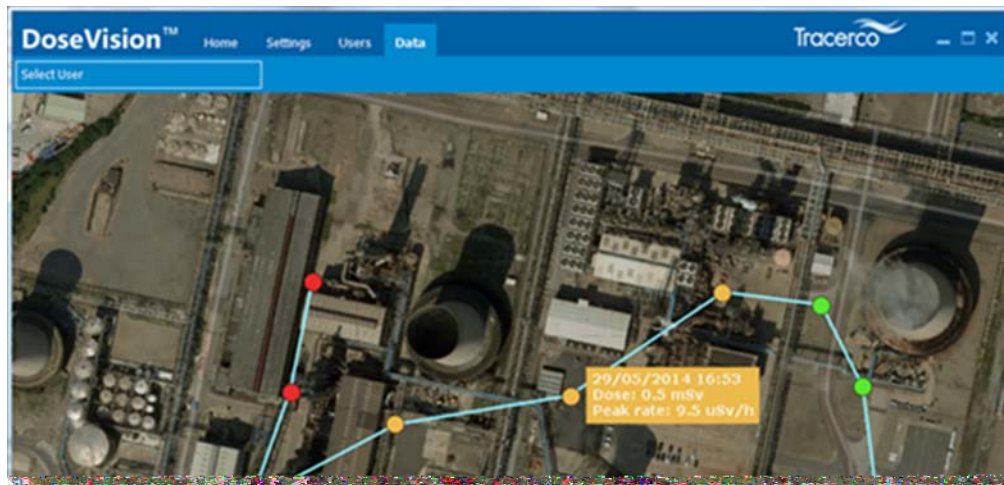 DoseVision™ Home Settings Users Data Tracerco
Select User
29/05/2014 16:53
Dose: 0.5 mSv
Peak rate: 9.5 uSv/h